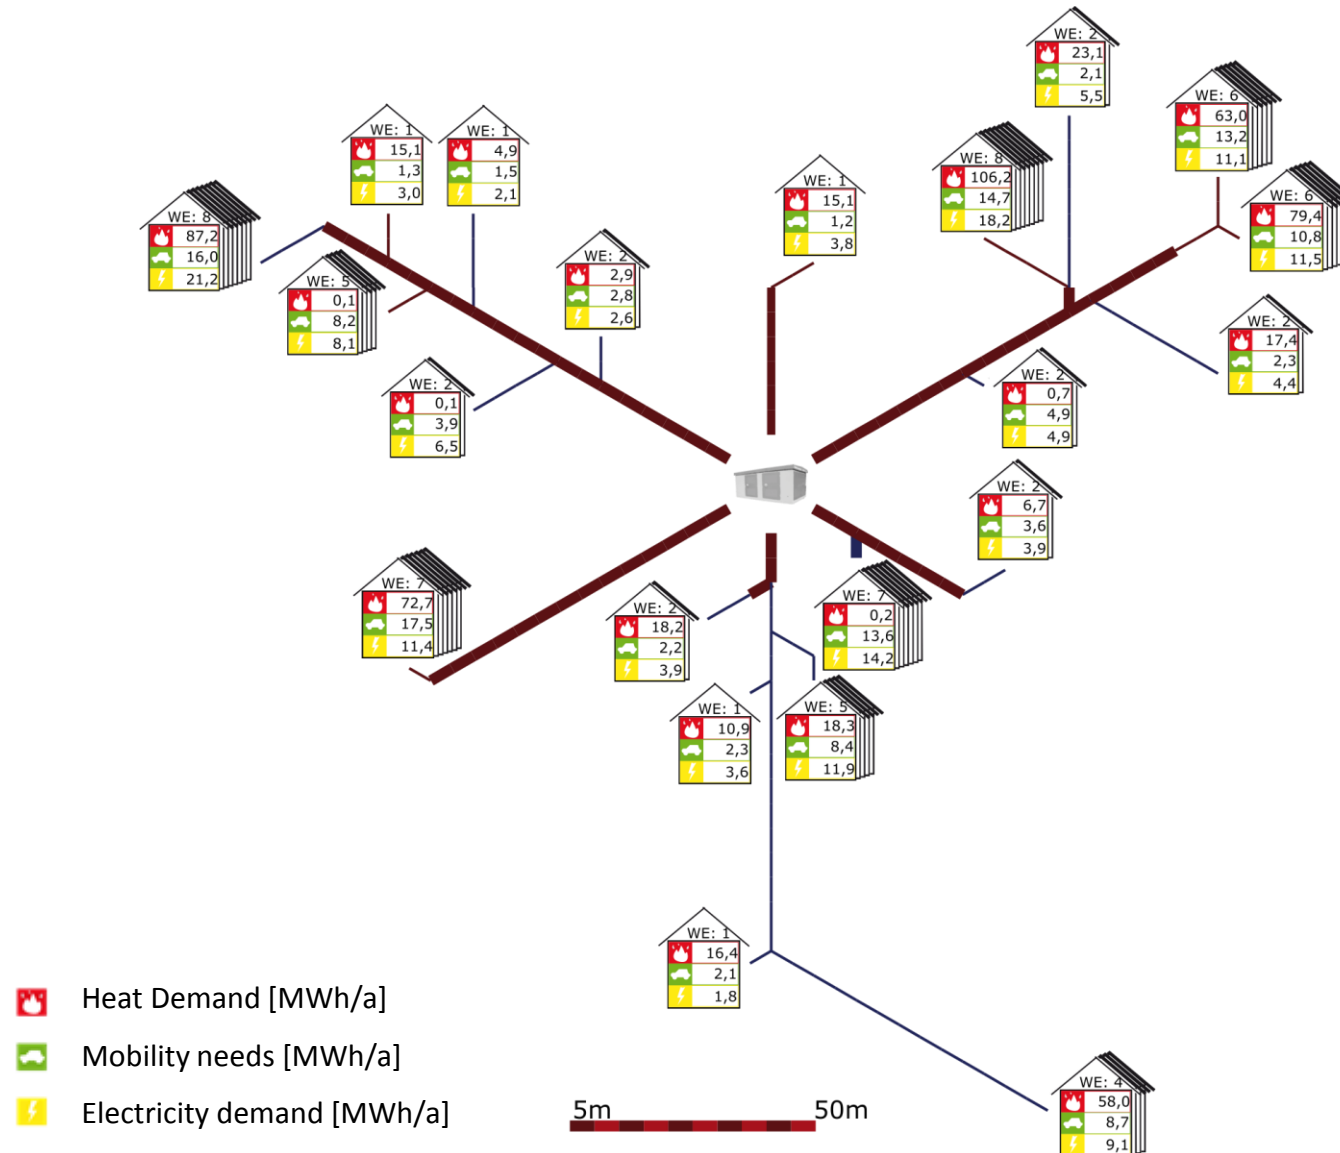 WE: 2
23,1
2,1
5,5
WE: 6
63,0
13,2
11,1
WE: 1
15,1
1,3
3,0
WE: 1
4,9
1,5
2,1
WE: 8
106,2
14,7
18,2
WE: 1
15,1
1,2
3,8
WE: 6
79,4
10,8
11,5
WE: 8
87,2
16,0
21,2
WE: 5
0,1
8,2
8,1
WE: 2
2,9
2,8
2,6
WE: 2
17,4
2,3
4,4
WE: 2
0,1
3,9
6,5
WE: 2
0,7
4,9
4,9
WE: 2
6,7
3,6
3,9
WE: 7
72,7
17,5
11,4
WE: 2
18,2
2,2
3,9
WE: 7
0,2
13,6
14,2
WE: 1
10,9
2,3
3,6
WE: 5
18,3
8,4
11,9
WE: 1
16,4
2,1
1,8
WE: 4
58,0
8,7
9,1
Heat Demand [MWh/a]
Mobility needs [MWh/a]
Electricity demand [MWh/a]
5m 50m